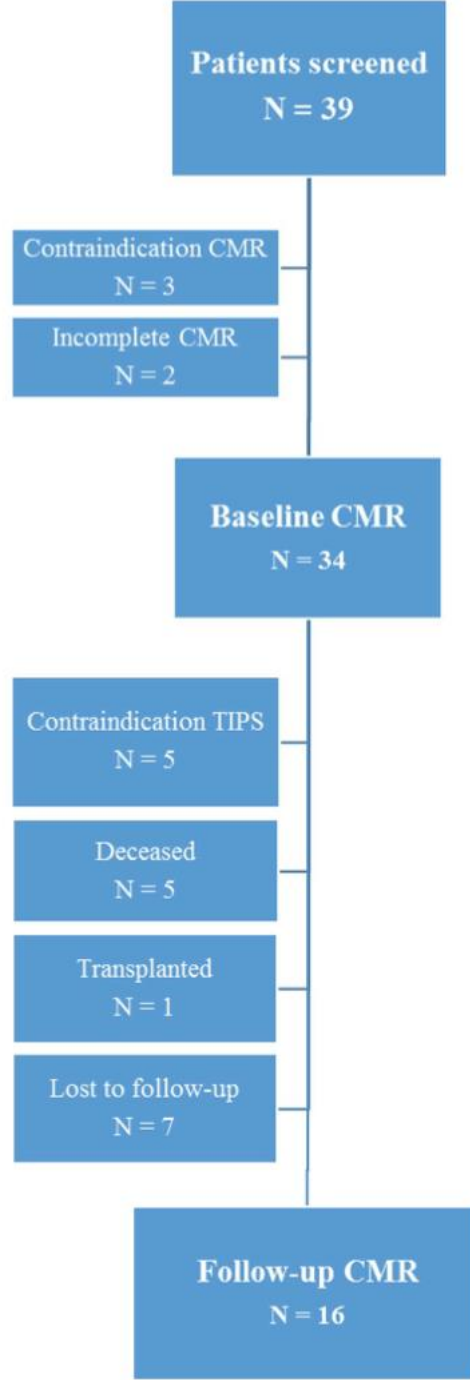 Patients screened
N = 39
Contraindication CMR
N = 3
Incomplete CMR
N = 2
Baseline CMR
N = 34
Contraindication TIPS
N = 5
Deceased
N = 5
Transplanted
N = 1
Lost to follow-up
N = 7
Follow-up CMR
N = 16